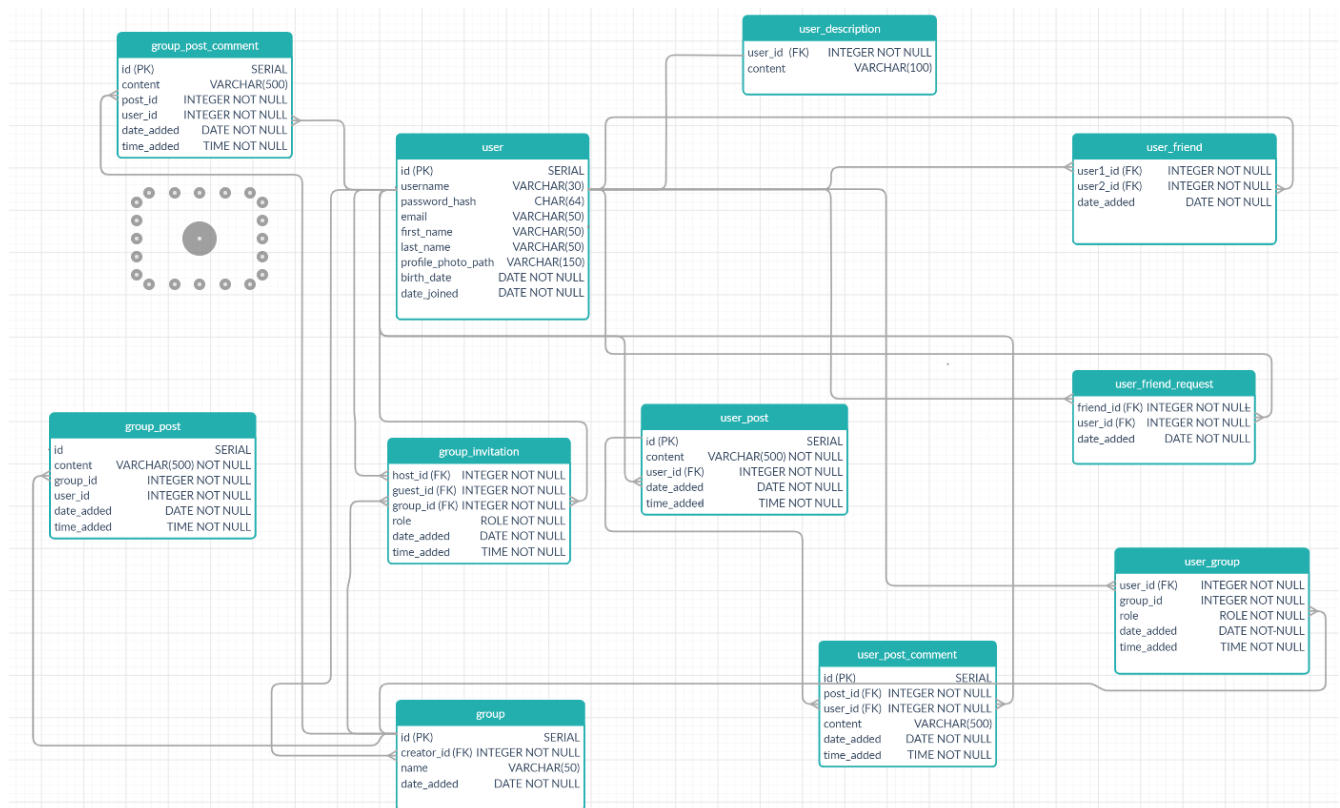 group_post_comment
id (PK) SERIAL
content VARCHAR(500)
post_id INTEGER NOT NULL
user_id INTEGER NOT NULL
date_added DATE NOT NULL
time_added TIME NOT NULL
user_description
user_id (FK) INTEGER NOT NULL
content VARCHAR(100)
user
id (PK) SERIAL
username VARCHAR(30)
password_hash CHAR(64)
email VARCHAR(50)
first_name VARCHAR(50)
last_name VARCHAR(50)
profile_photo_path VARCHAR(150)
birth_date DATE NOT NULL
date_joined DATE NOT NULL
user_friend
user1_id (FK) INTEGER NOT NULL
user2_id (FK) INTEGER NOT NULL
date_added DATE NOT NULL
user_friend_request
friend_id (FK) INTEGER NOT NULL
user_id (FK) INTEGER NOT NULL
date_added DATE NOT NULL
group_post
id SERIAL
content VARCHAR(500) NOT NULL
group_id INTEGER NOT NULL
user_id INTEGER NOT NULL
date_added DATE NOT NULL
time_added TIME NOT NULL
group_invitation
host_id (FK) INTEGER NOT NULL
guest_id (FK) INTEGER NOT NULL
group_id (FK) INTEGER NOT NULL
role ROLE NOT NULL
date_added DATE NOT NULL
time_added TIME NOT NULL
user_post
id (PK) SERIAL
content VARCHAR(500) NOT NULL
user_id (FK) INTEGER NOT NULL
date_added DATE NOT NULL
time_added TIME NOT NULL
user_group
user_id (FK) INTEGER NOT NULL
group_id INTEGER NOT NULL
role ROLE NOT NULL
date_added DATE NOT-NULL
time_added TIME NOT NULL
user_post_comment
id (PK) SERIAL
post_id (FK) INTEGER NOT NULL
user_id (FK) INTEGER NOT NULL
content VARCHAR(500)
date_added DATE NOT NULL
time_added TIME NOT NULL
group
id (PK) SERIAL
creator_id (FK) INTEGER NOT NULL
name VARCHAR(50)
date_added DATE NOT NULL